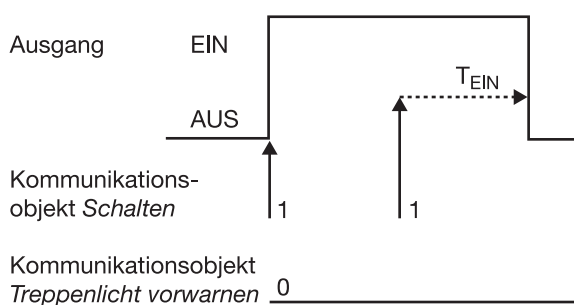 Ausgang EIN
T_EIN
AUS
Kommunikations-
objekt Schalten 1 1
Kommunikationsobjekt
Treppenlicht vorwarnen 0